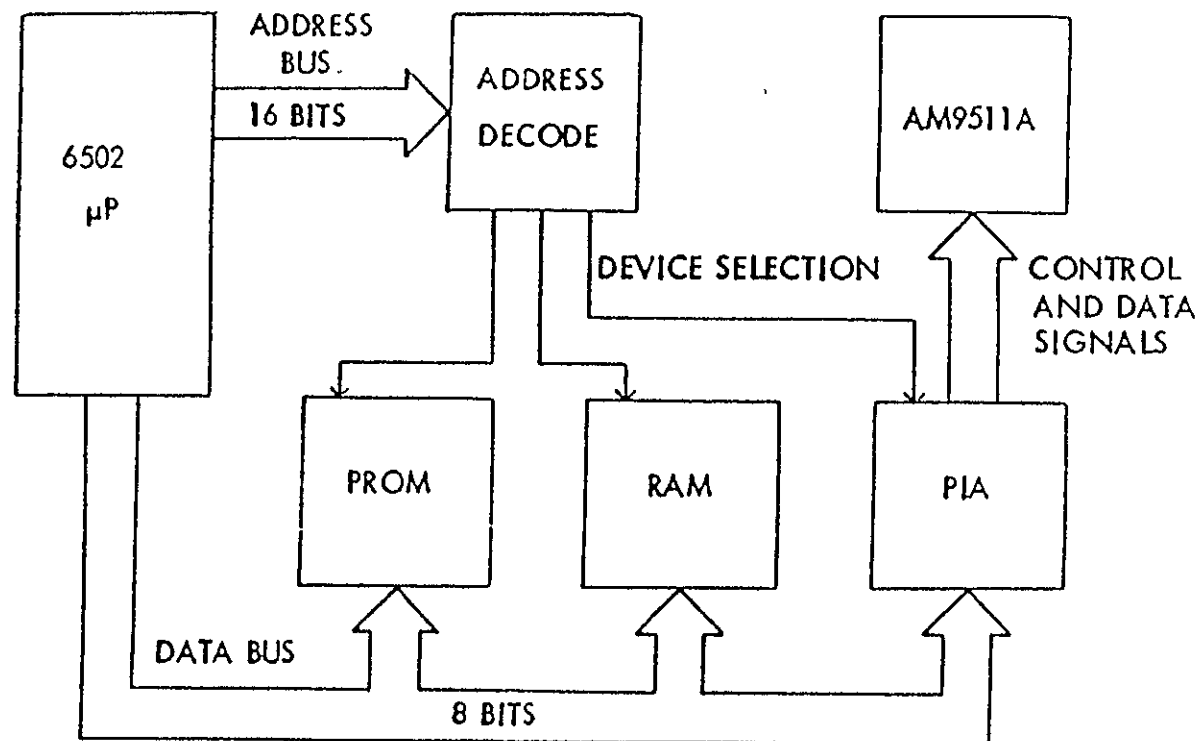 ADDRESS
BUS.
16 BITS
6502
μP
ADDRESS
DECODE
AM9511A
DEVICE SELECTION
CONTROL
AND DATA
SIGNALS
PROM
RAM
PIA
DATA BUS
8 BITS